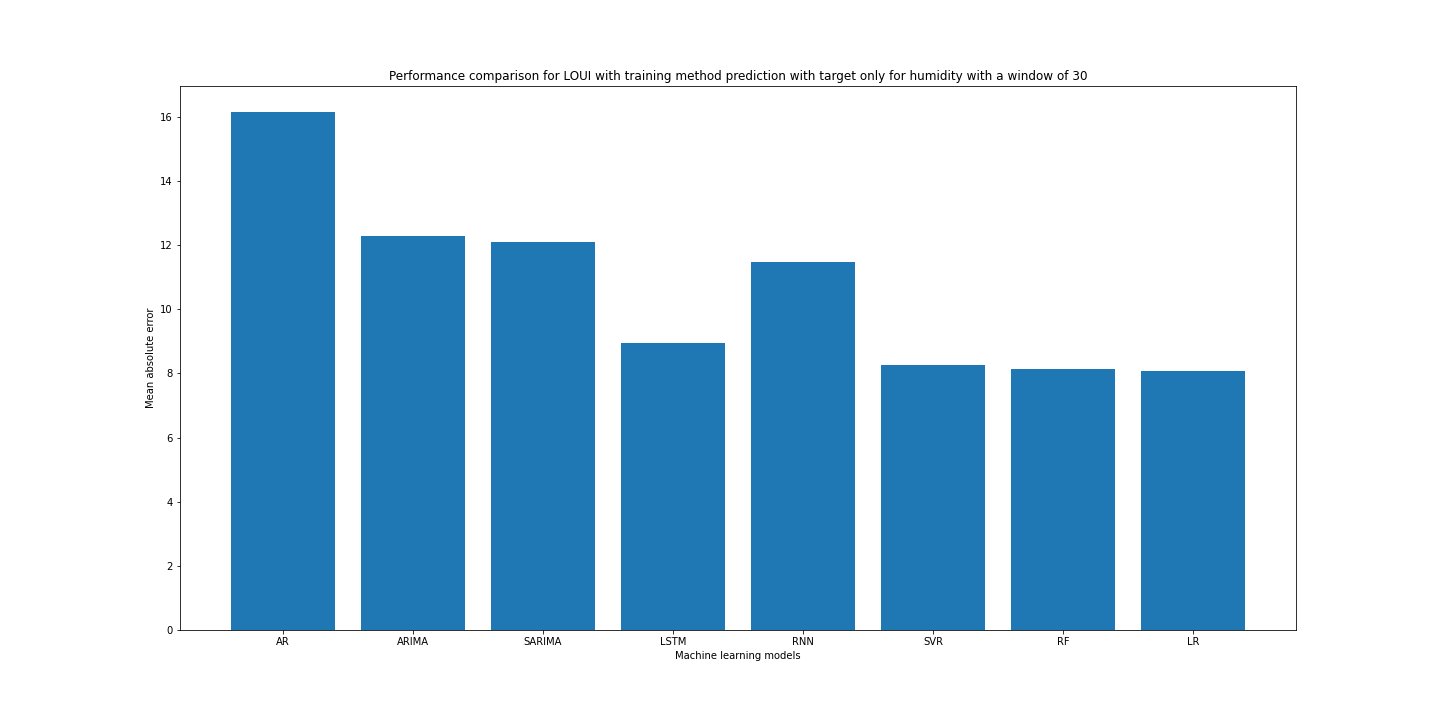 Performance comparison for LOUI with training method prediction with target only for humidity with a window of 30
Mean absolute error
16
14
12
10
8
6
4
2
0
AR ARIMA SARIMA LSTM RNN SVR RF LR
Machine learning models